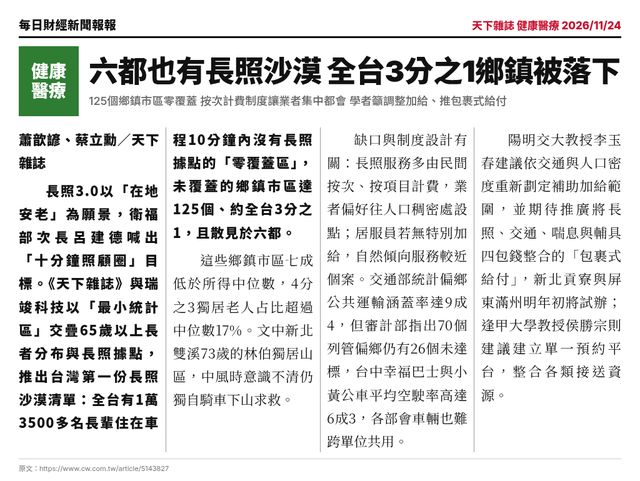 每日財經新聞報報
天下雜誌 健康醫療 2026/11/24
健康
醫療
六都也有長照沙漠 全台3分之1鄉鎮被落下
125個鄉鎮市區零覆蓋 按次計費制度讓業者集中都會 學者籲調整加給、推包裹式給付
蕭歆諺、蔡立勳／天下
雜誌
長照3.0以「在地
安老」為願景，衛福
部次長呂建德喊出
「十分鐘照顧圈」目
標。《天下雜誌》與瑞
竣科技以「最小統計
區」交疊65歲以上長
者分布與長照據點，
推出台灣第一份長照
沙漠清單：全台有1萬
3500多名長輩住在車
程10分鐘內沒有長照
據點的「零覆蓋區」，
未覆蓋的鄉鎮市區達
125個、約全台3分之
1，且散見於六都。
這些鄉鎮市區七成
低於所得中位數，4分
之3獨居老人占比超過
中位數17%。文中新北
雙溪73歲的林伯獨居山
區，中風時意識不清仍
獨自騎車下山求救。
缺口與制度設計有
關：長照服務多由民間
按次、按項目計費，業
者偏好往人口稠密處設
點；居服員若無特別加
給，自然傾向服務較近
個案。交通部統計偏鄉
公共運輸涵蓋率達9成
4，但審計部指出70個
列管偏鄉仍有26個未達
標，台中幸福巴士與小
黃公車平均空駛率高達
6成3，各部會車輛也難
跨單位共用。
陽明交大教授李玉
春建議依交通與人口密
度重新劃定補助加給範
圍，並期待推廣將長
照、交通、喘息與輔具
四包錢整合的「包裹式
給付」，新北貢寮與屏
東滿州明年初將試辦；
逢甲大學教授侯勝宗則
建議建立單一預約平
台，整合各類接送資
源。
原文：https://www.cw.com.tw/article/5143827